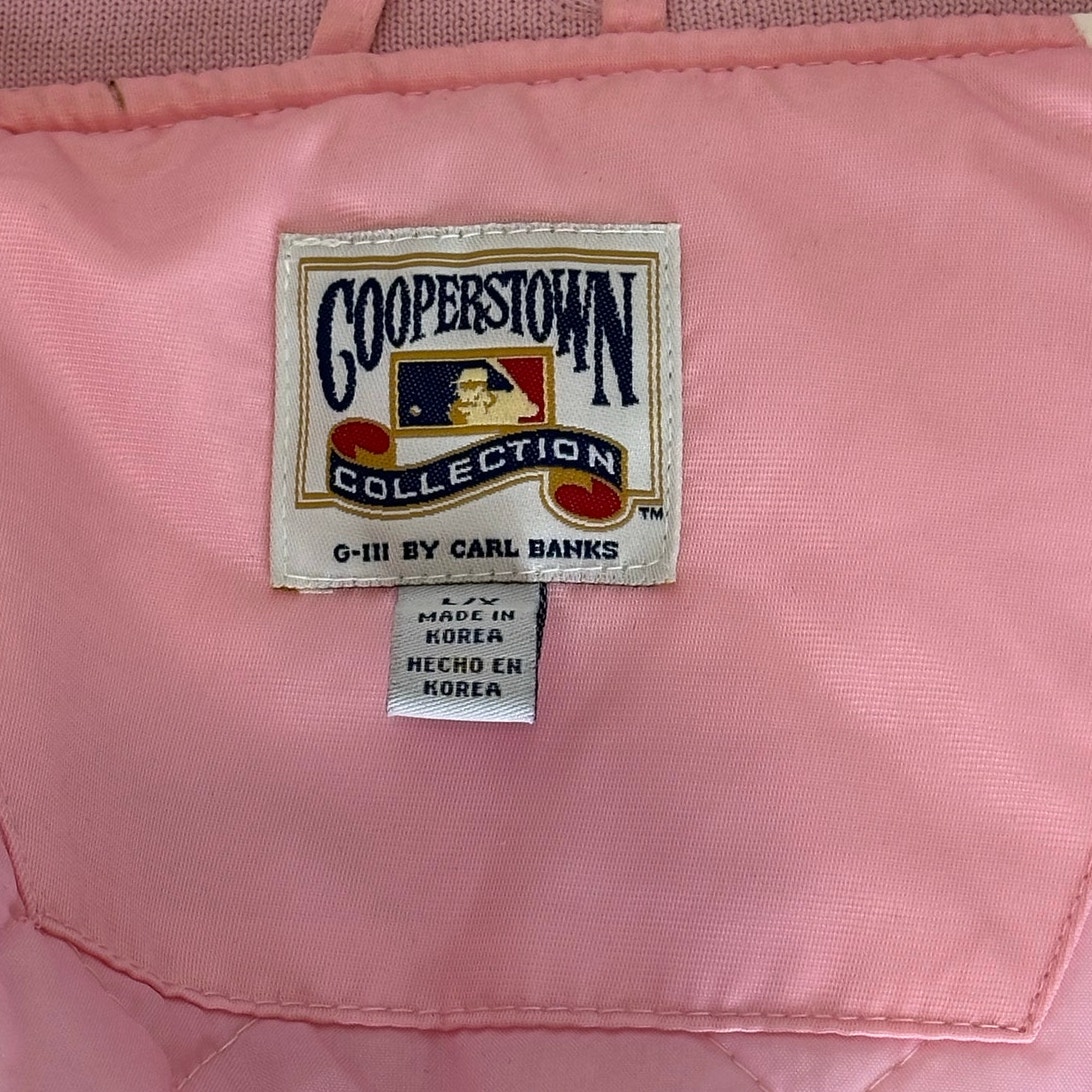 COOPERSTOWN
COLLECTION
TM
G-III BY CARL BANKS
MADE IN
KOREA
HECHO EN
KOREA